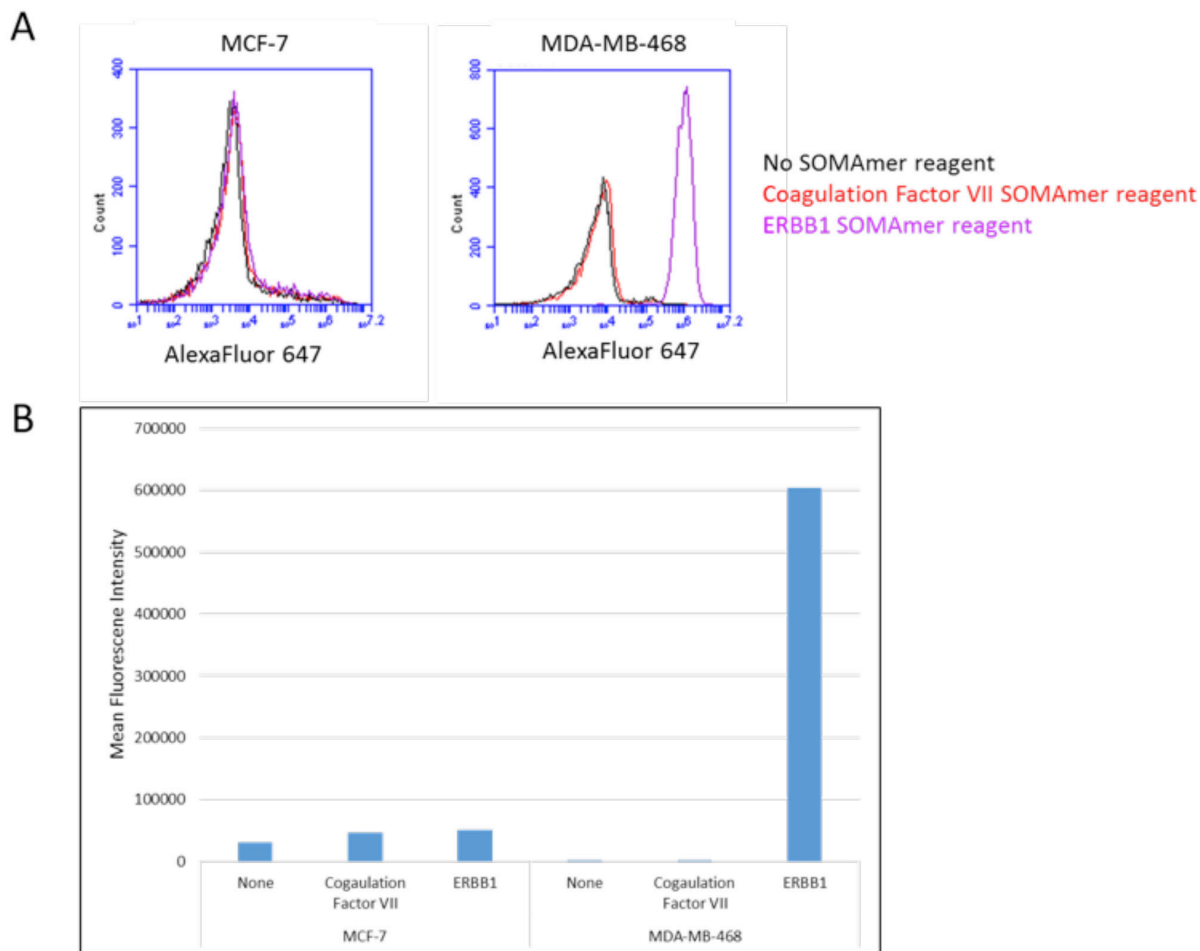 A
MCF-7
MDA-MB-468
400
300
200
100
0
Count
800
600
400
200
0
Count
No SOMAmer reagent
Coagulation Factor VII SOMAmer reagent
ERBB1 SOMAmer reagent
AlexaFluor 647
AlexaFluor 647
B
700000
600000
500000
400000
300000
200000
100000
0
Mean Fluorescene Intensity
None
Cogaulation
Factor VII
ERBB1
None
Cogaulation
Factor VII
ERBB1
MCF-7
MDA-MB-468